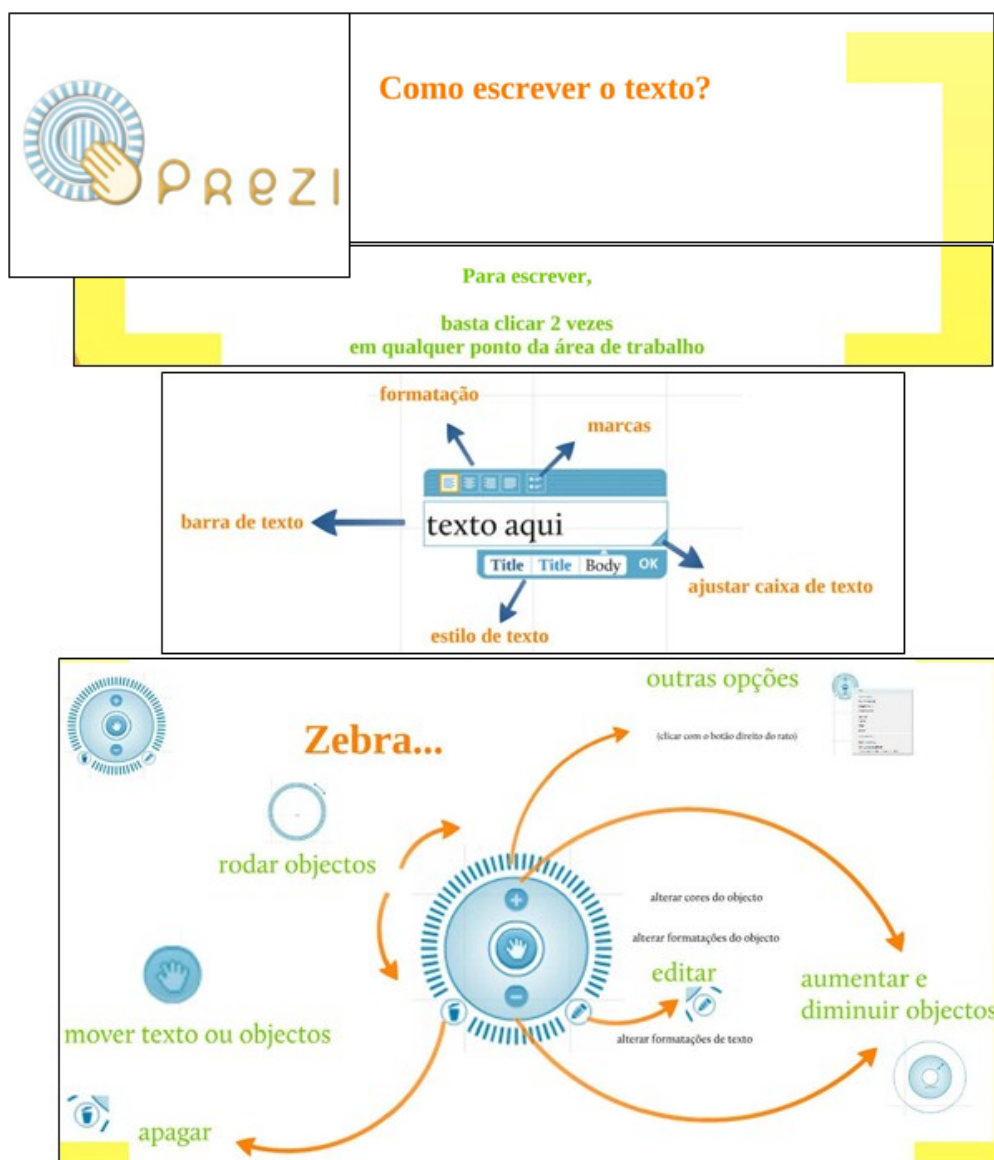 PREZI
Como escrever o texto?
Para escrever,
basta clicar 2 vezes
em qualquer ponto da área de trabalho
formatação
marcas
barra de texto
texto aqui
Title Title Body OK
ajustar caixa de texto
estilo de texto
outras opções
(clicar com o botão direito do rato)
Zebra...
rodar objectos
alterar cores do objecto
alterar formatações do objecto
editar
aumentar e
diminuir objectos
mover texto ou objectos
alterar formatações de texto
apagar